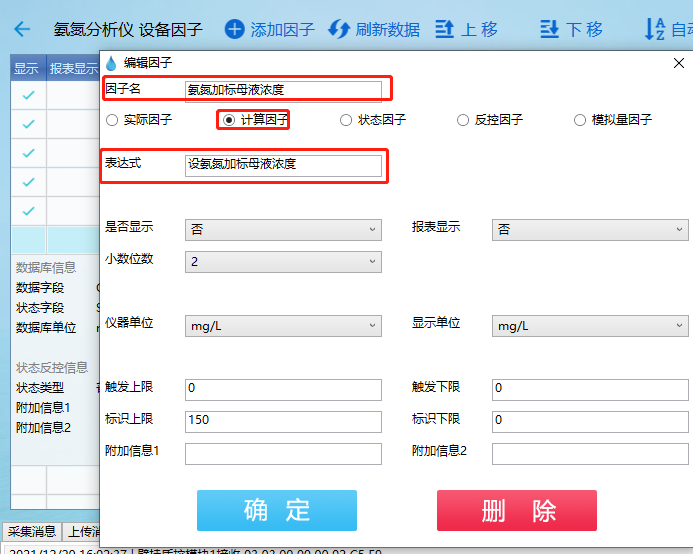 氨氮分析仪 设备因子 添加因子 刷新数据 上 移 下 移 自动
显示 报表显示
编辑因子
因子名 氨氮加标母液浓度
实际因子 计算因子 状态因子 反控因子 模拟量因子
表达式 设氨氮加标母液浓度
是否显示 否 报表显示 否
小数位数 2
仪器单位 mg/L 显示单位 mg/L
触发上限 0 触发下限 0
标识上限 150 标识下限 0
附加信息1 附加信息2
确 定 删 除
数据库信息
数据字段
状态字段
数据库单位
状态反控信息
状态类型
附加信息1
附加信息2
采集消息 上传消